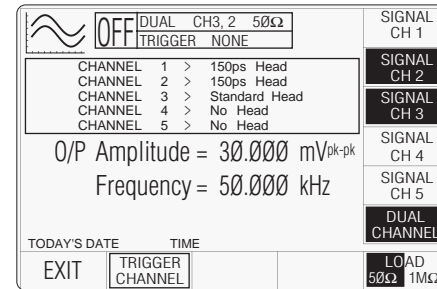 OFF DUAL CH3, 2 5ØΩ
TRIGGER NONE
CHANNEL 1 > 150ps Head
CHANNEL 2 > 150ps Head
CHANNEL 3 > Standard Head
CHANNEL 4 > No Head
CHANNEL 5 > No Head
O/P Amplitude = 3Ø.ØØØ mVpk-pk
Frequency = 5Ø.ØØØ kHz
TODAY'S DATE TIME
EXIT
TRIGGER
CHANNEL
SIGNAL
CH 1
SIGNAL
CH 2
SIGNAL
CH 3
SIGNAL
CH 4
SIGNAL
CH 5
DUAL
CHANNEL
LOAD
5ØΩ 1MΩ